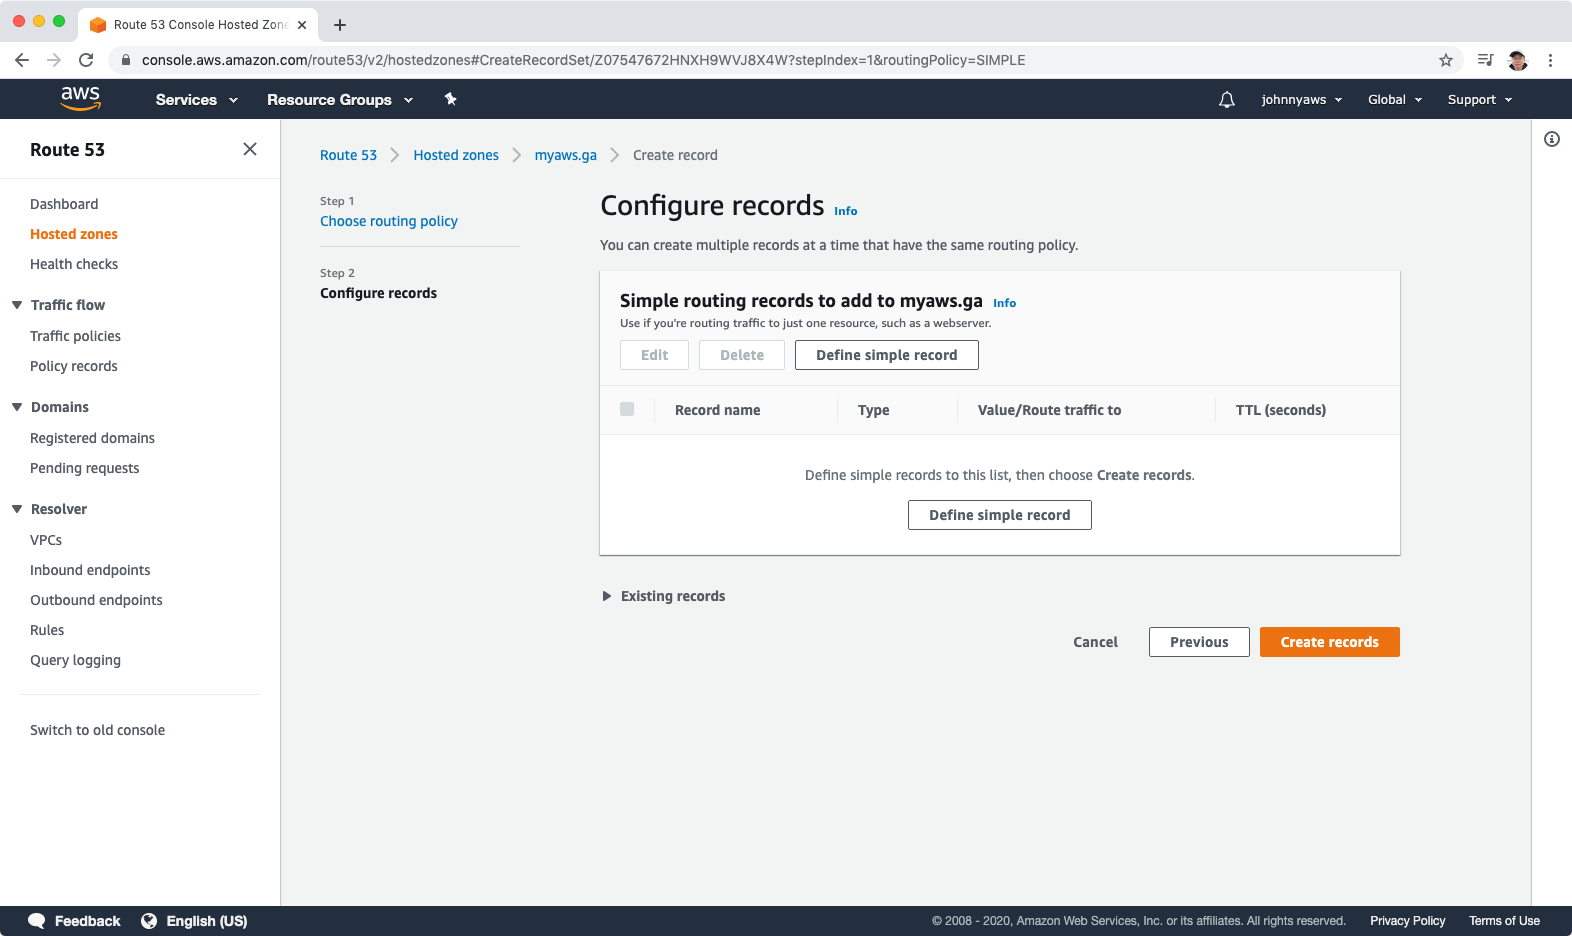 Route 53 Console Hosted Zone
console.aws.amazon.com/route53/v2/hostedzones#CreateRecordSet/Z07547672HNXH9WVJ8X4W?stepIndex=1&routingPolicy=SIMPLE
aws
Services
Resource Groups
johnnyaws
Global
Support
Route 53
Dashboard
Hosted zones
Health checks
Traffic flow
Traffic policies
Policy records
Domains
Registered domains
Pending requests
Resolver
VPCs
Inbound endpoints
Outbound endpoints
Rules
Query logging
Switch to old console
Route 53 > Hosted zones > myaws.ga > Create record
Step 1
Choose routing policy
Step 2
Configure records
Configure records Info
You can create multiple records at a time that have the same routing policy.
Simple routing records to add to myaws.ga Info
Use if you're routing traffic to just one resource, such as a webserver.
Edit Delete Define simple record
Record name Type Value/Route traffic to TTL (seconds)
Define simple records to this list, then choose Create records.
Define simple record
Existing records
Cancel Previous Create records
Feedback English (US)
© 2008 - 2020, Amazon Web Services, Inc. or its affiliates. All rights reserved. Privacy Policy Terms of Use